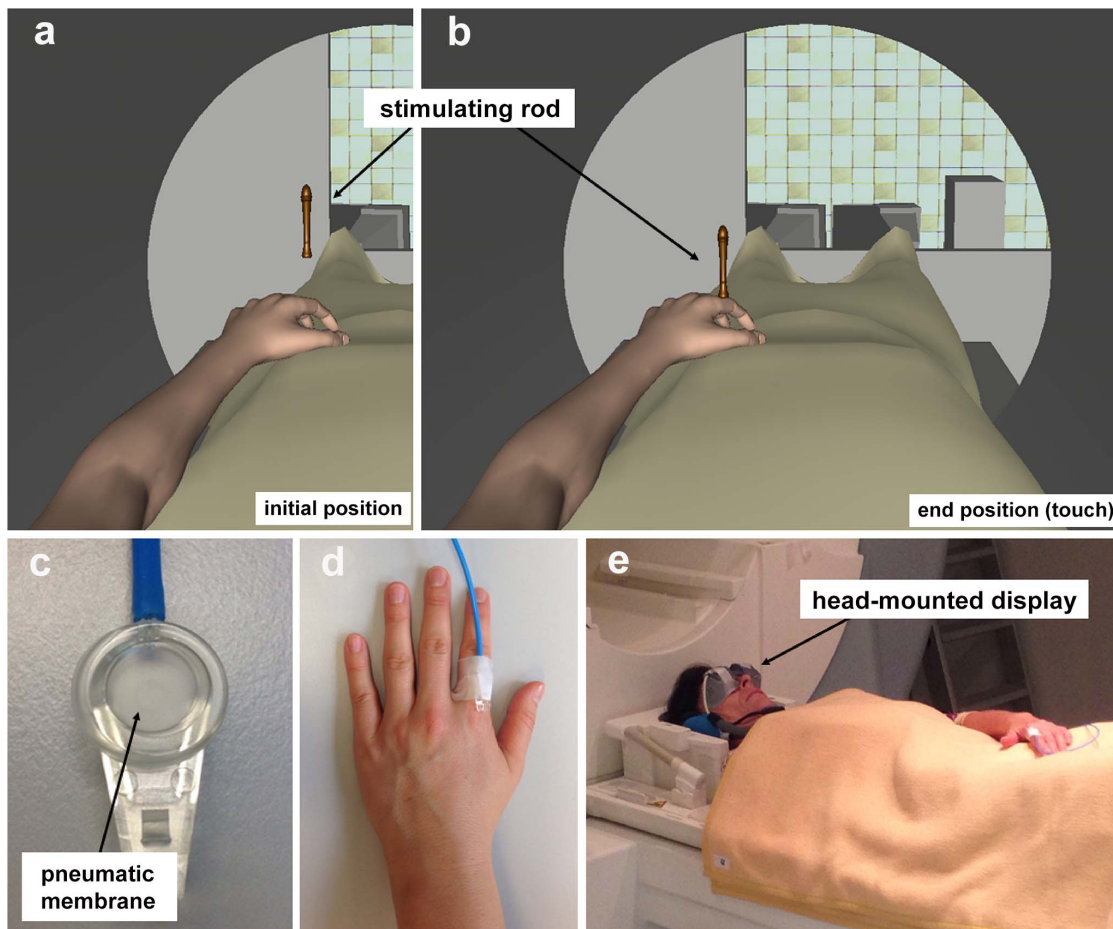 a
b
stimulating rod
initial position
end position (touch)
c
d
e
head-mounted display
pneumatic
membrane